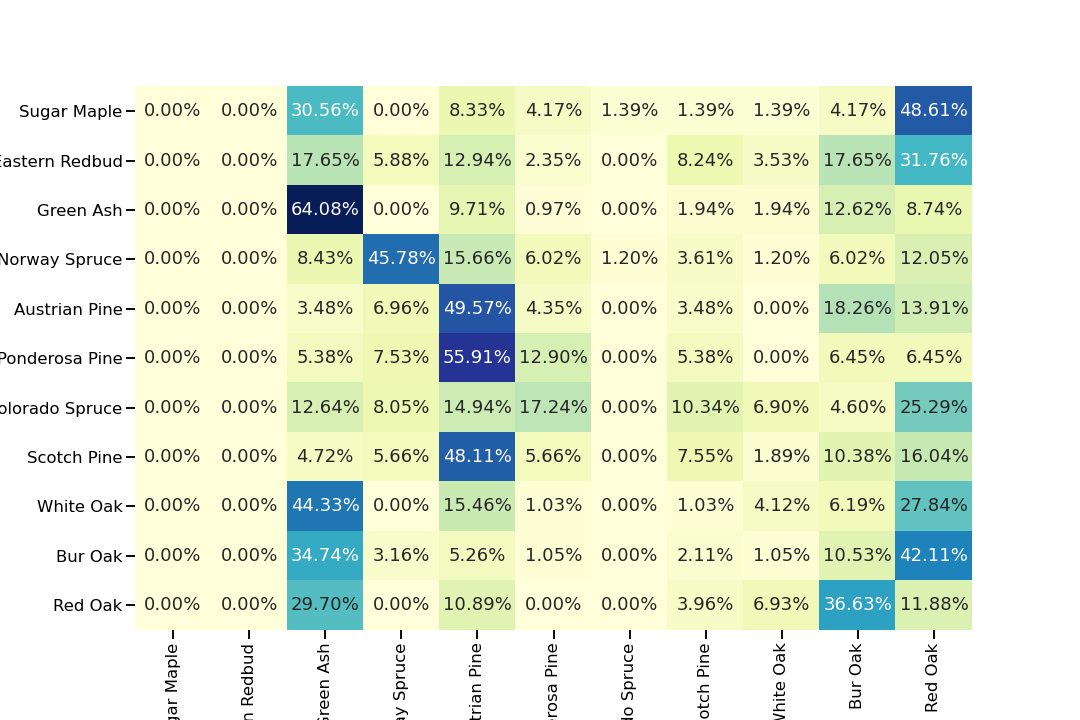 Sugar Maple 0.00% 0.00% 30.56% 0.00% 8.33% 4.17% 1.39% 1.39% 1.39% 4.17% 48.61%
Eastern Redbud 0.00% 0.00% 17.65% 5.88% 12.94% 2.35% 0.00% 8.24% 3.53% 17.65% 31.76%
Green Ash 0.00% 0.00% 64.08% 0.00% 9.71% 0.97% 0.00% 1.94% 1.94% 12.62% 8.74%
Norway Spruce 0.00% 0.00% 8.43% 45.78% 15.66% 6.02% 1.20% 3.61% 1.20% 6.02% 12.05%
Austrian Pine 0.00% 0.00% 3.48% 6.96% 49.57% 4.35% 0.00% 3.48% 0.00% 18.26% 13.91%
Ponderosa Pine 0.00% 0.00% 5.38% 7.53% 55.91% 12.90% 0.00% 5.38% 0.00% 6.45% 6.45%
olorado Spruce 0.00% 0.00% 12.64% 8.05% 14.94% 17.24% 0.00% 10.34% 6.90% 4.60% 25.29%
Scotch Pine 0.00% 0.00% 4.72% 5.66% 48.11% 5.66% 0.00% 7.55% 1.89% 10.38% 16.04%
White Oak 0.00% 0.00% 44.33% 0.00% 15.46% 1.03% 0.00% 1.03% 4.12% 6.19% 27.84%
Bur Oak 0.00% 0.00% 34.74% 3.16% 5.26% 1.05% 0.00% 2.11% 1.05% 10.53% 42.11%
Red Oak 0.00% 0.00% 29.70% 0.00% 10.89% 0.00% 0.00% 3.96% 6.93% 36.63% 11.88%
gar Maple
n Redbud
Green Ash
ay Spruce
trian Pine
rosa Pine
do Spruce
otch Pine
White Oak
Bur Oak
Red Oak